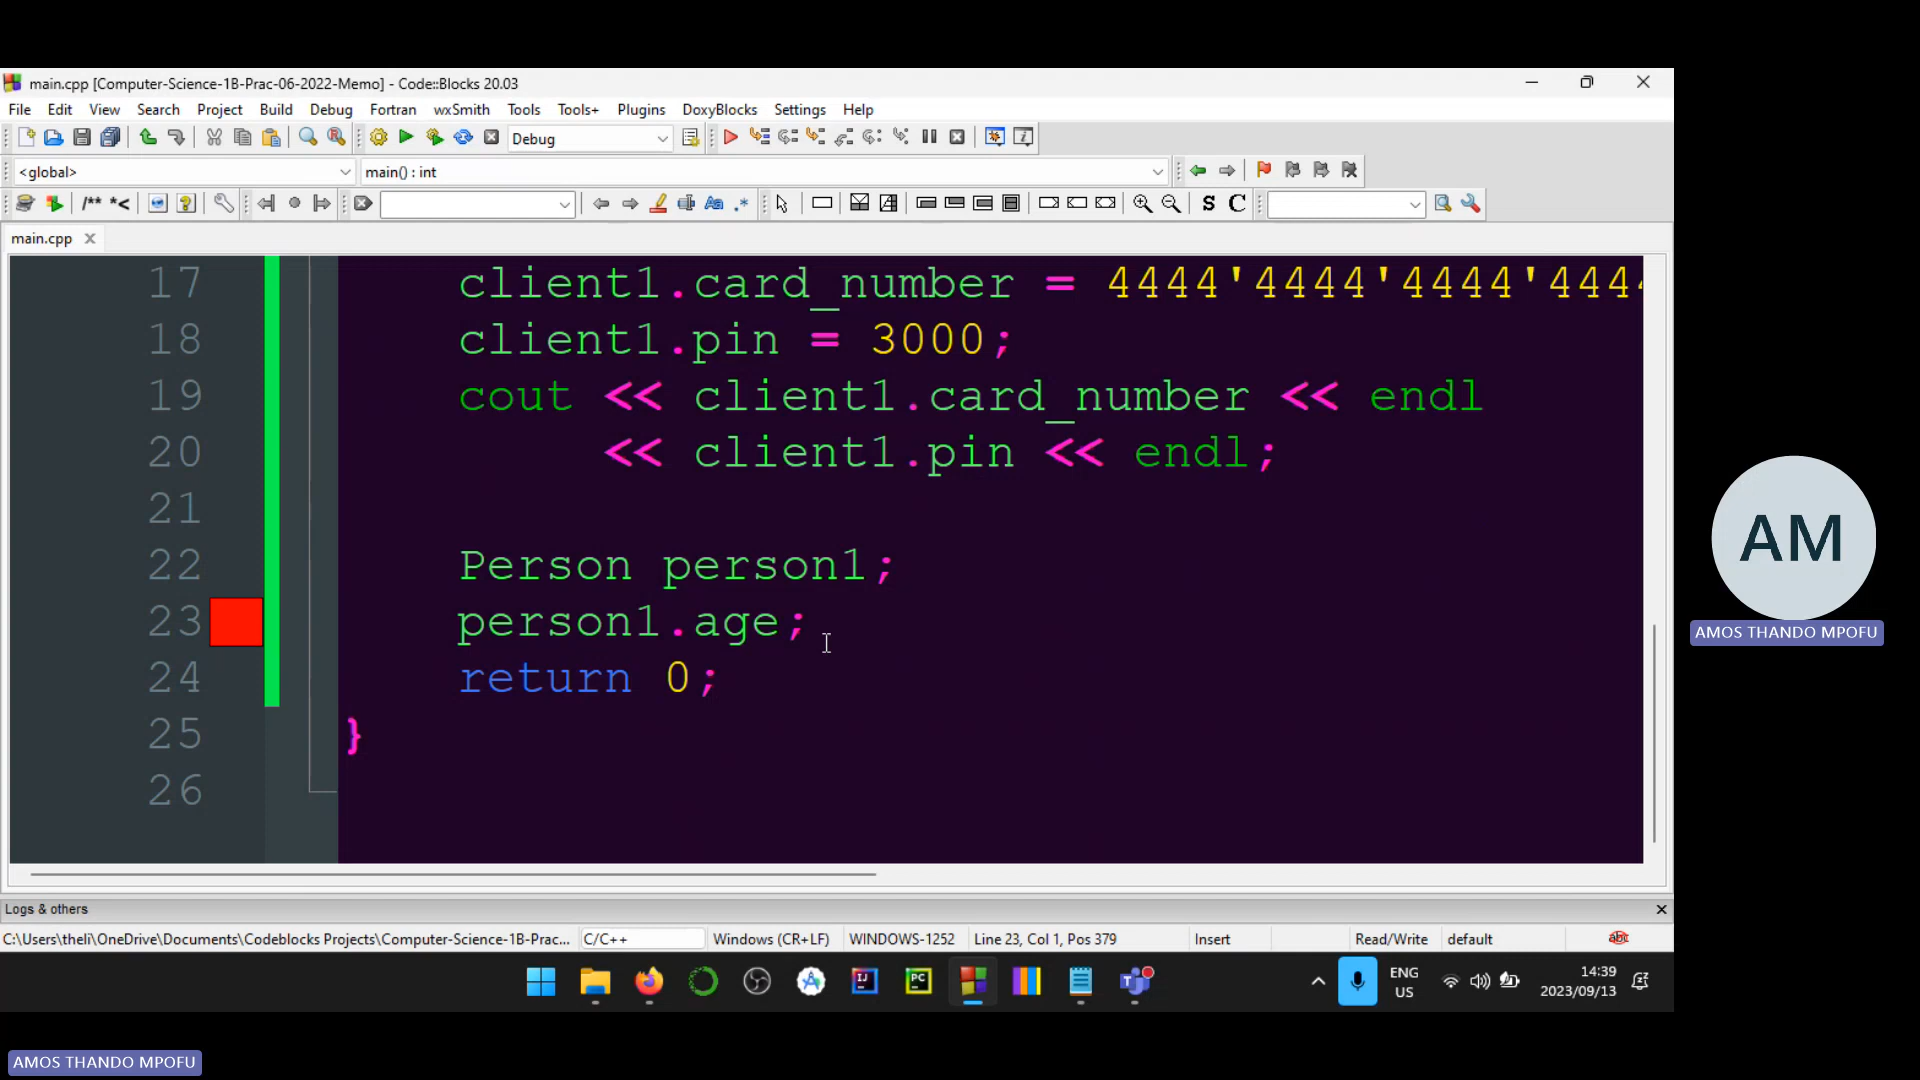 main.cpp [Computer-Science-1B-Prac-06-2022-Memo] - Code::Blocks 20.03
File Edit View Search Project Build Debug Fortran wxSmith Tools Tools+ Plugins DoxyBlocks Settings Help
Debug
<global> main() : int
/** *< Aa .* S C
main.cpp
17 client1.card_number = 4444'4444'4444'444
18 client1.pin = 3000;
19 cout << client1.card_number << endl
20 << client1.pin << endl;
21
22 Person person1;
23 person1.age;
24 return 0;
25 }
26
AM
AMOS THANDO MPOFU
Logs & others
C:\Users\theli\OneDrive\Documents\Codeblocks Projects\Computer-Science-1B-Prac... C/C++ Windows (CR+LF) WINDOWS-1252 Line 23, Col 1, Pos 379 Insert Read/Write default abc
ENG 14:39
US 2023/09/13
AMOS THANDO MPOFU